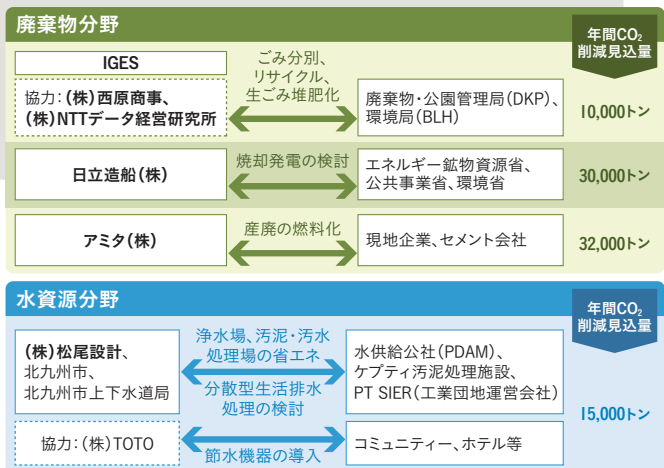 廃棄物分野
年間CO₂
削減見込量
IGES
協力：(株)西原商事、
(株)NTTデータ経営研究所
ごみ分別、
リサイクル、
生ごみ堆肥化
廃棄物・公園管理局(DKP)、
環境局(BLH)
10,000トン
日立造船(株)
焼却発電の検討
エネルギー鉱物資源省、
公共事業省、環境省
30,000トン
アミタ(株)
産廃の燃料化
現地企業、セメント会社
32,000トン
水資源分野
年間CO₂
削減見込量
(株)松尾設計、
北九州市、
北九州市上下水道局
浄水場、汚泥・汚水
処理場の省エネ
分散型生活排水
処理の検討
水供給公社(PDAM)、
ケプティ汚泥処理施設、
PT SIER(工業団地運営会社)
15,000トン
協力：(株)TOTO
節水機器の導入
コミュニティー、ホテル等